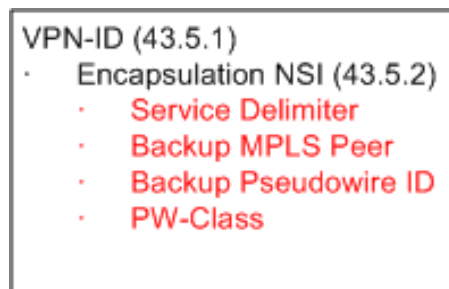 VPN-ID (43.5.1)
· Encapsulation NSI (43.5.2)
· Service Delimiter
· Backup MPLS Peer
· Backup Pseudowire ID
· PW-Class